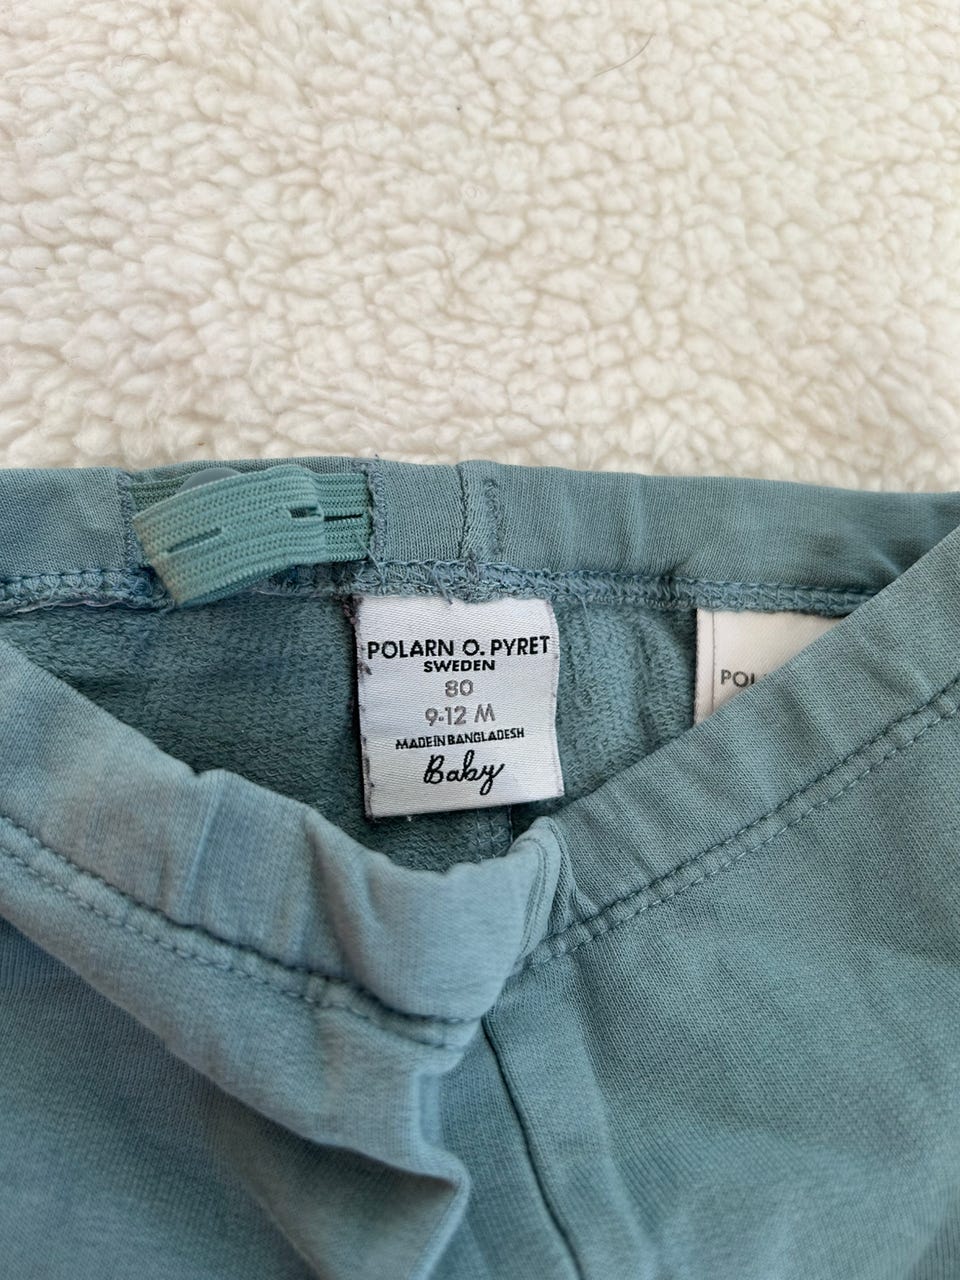 POLARN O. PYRET
SWEDEN
80
9-12 M
MADE IN BANGLADESH
Baby